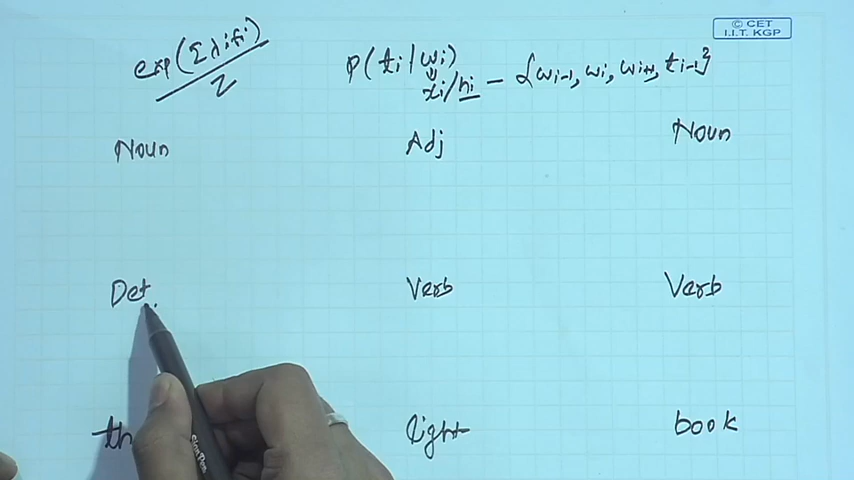 © CET
I.I.T. KGP
exp(Σλifi)
Z
P(ti|wi)
ti/hi - {wi-1, wi, wi+1, ti-1}
Noun Adj Noun
Det. Verb Verb
th light book